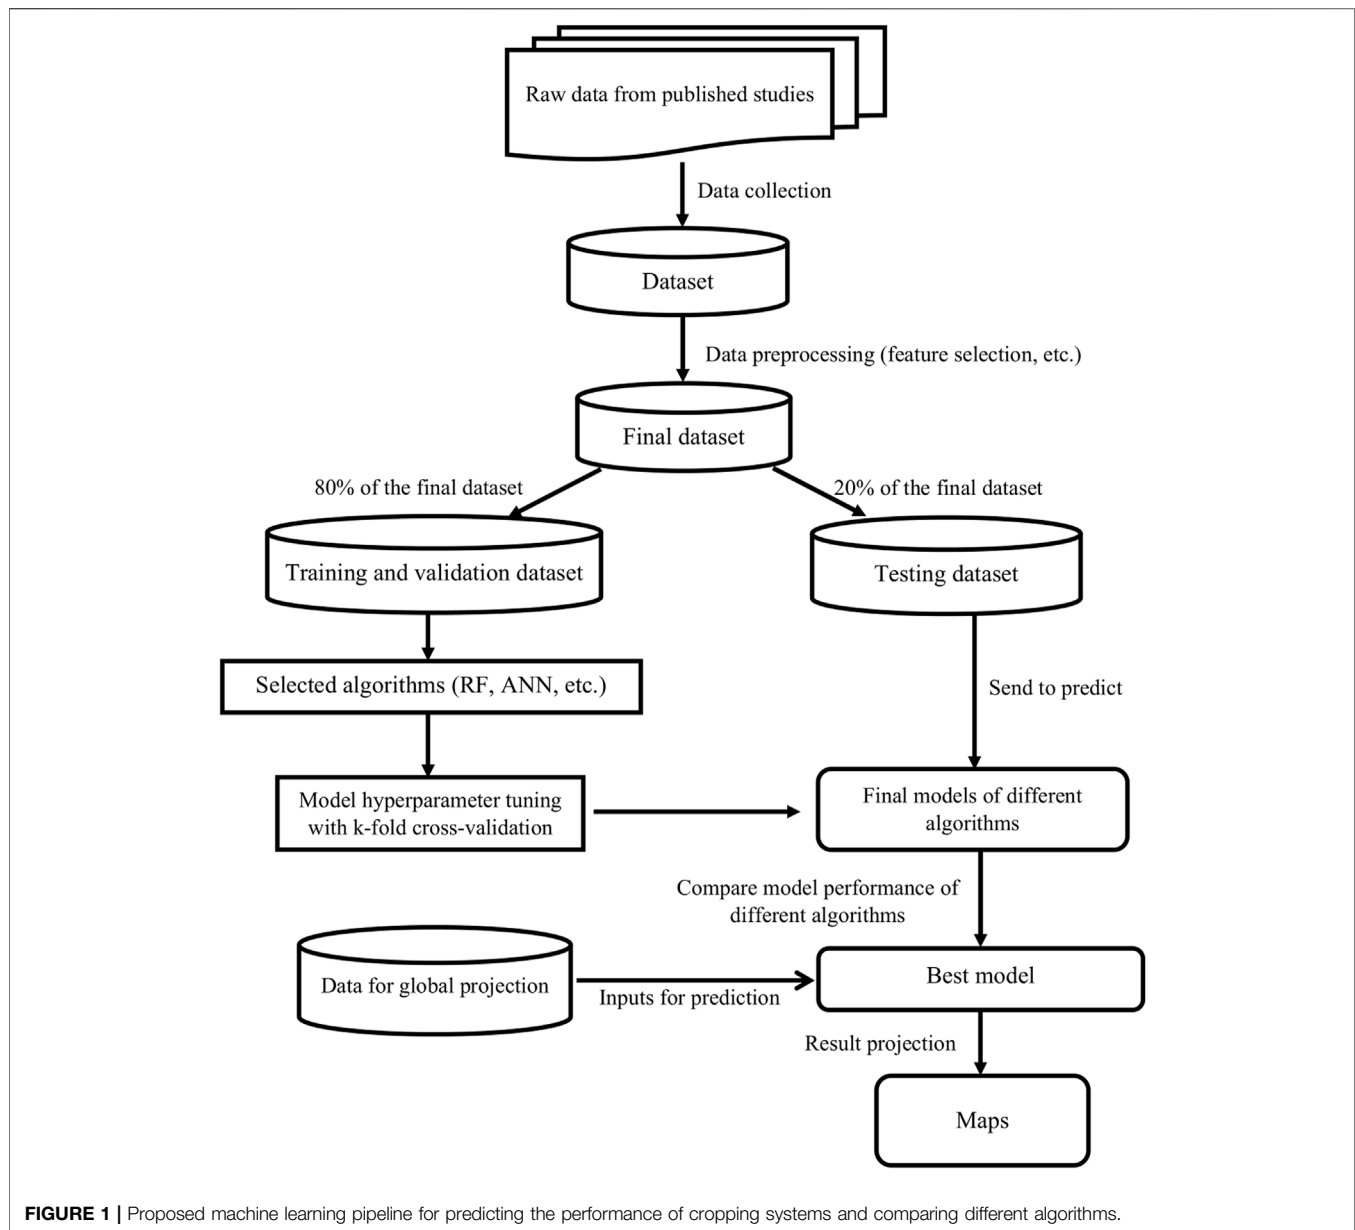 Raw data from published studies
Data collection
Dataset
Data preprocessing (feature selection, etc.)
Final dataset
80% of the final dataset
20% of the final dataset
Training and validation dataset
Testing dataset
Selected algorithms (RF, ANN, etc.)
Send to predict
Model hyperparameter tuning
with k-fold cross-validation
Final models of different
algorithms
Compare model performance of
different algorithms
Data for global projection
Inputs for prediction
Best model
Result projection
Maps
FIGURE 1 | Proposed machine learning pipeline for predicting the performance of cropping systems and comparing different algorithms.